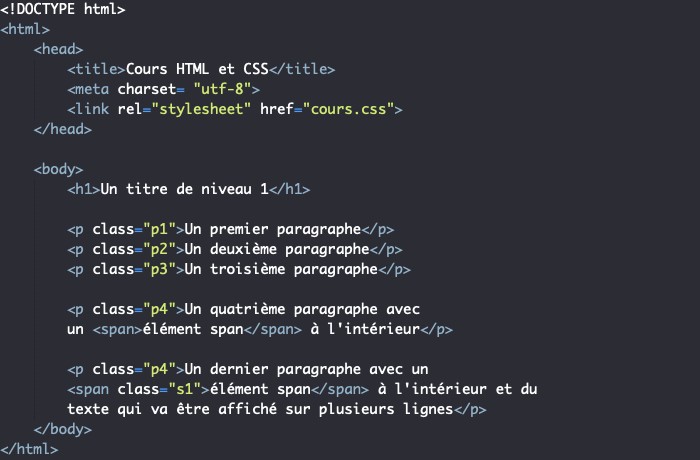 <!DOCTYPE html>
<html>
    <head>
        <title>Cours HTML et CSS</title>
        <meta charset= "utf-8">
        <link rel="stylesheet" href="cours.css">
    </head>

    <body>
        <h1>Un titre de niveau 1</h1>

        <p class="p1">Un premier paragraphe</p>
        <p class="p2">Un deuxième paragraphe</p>
        <p class="p3">Un troisième paragraphe</p>

        <p class="p4">Un quatrième paragraphe avec
        un <span>élément span</span> à l'intérieur</p>

        <p class="p4">Un dernier paragraphe avec un
        <span class="s1">élément span</span> à l'intérieur et du
        texte qui va être affiché sur plusieurs lignes</p>
    </body>
</html>